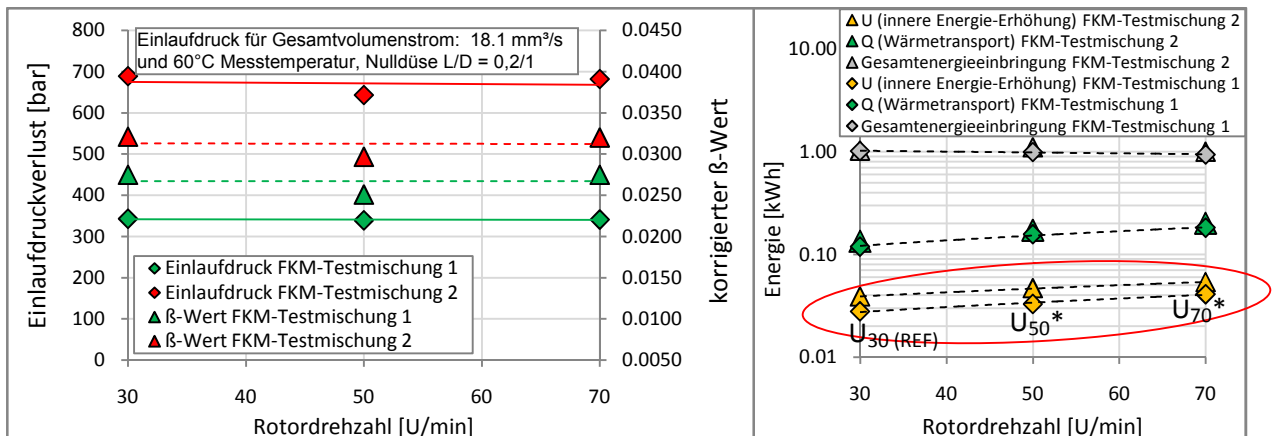 Einlaufdruckverlust [bar]
800
700
600
500
400
300
200
100
0
Einlaufdruck für Gesamtvolumenstrom: 18.1 mm³/s
und 60°C Messtemperatur, Nulldüse L/D = 0,2/1
Einlaufdruck FKM-Testmischung 1
Einlaufdruck FKM-Testmischung 2
ß-Wert FKM-Testmischung 1
ß-Wert FKM-Testmischung 2
30
40
50
60
70
Rotordrehzahl [U/min]
0.0450
0.0400
0.0350
0.0300
0.0250
0.0200
0.0150
0.0100
0.0050
korrigierter ß-Wert
U (innere Energie-Erhöhung) FKM-Testmischung 2
Q (Wärmetransport) FKM-Testmischung 2
Gesamtenergieeinbringung FKM-Testmischung 2
U (innere Energie-Erhöhung) FKM-Testmischung 1
Q (Wärmetransport) FKM-Testmischung 1
Gesamtenergieeinbringung FKM-Testmischung 1
Energie [kWh]
10.00
1.00
0.10
0.01
U30 (REF)
U50*
U70*
30
40
50
60
70
Rotordrehzahl [U/min]